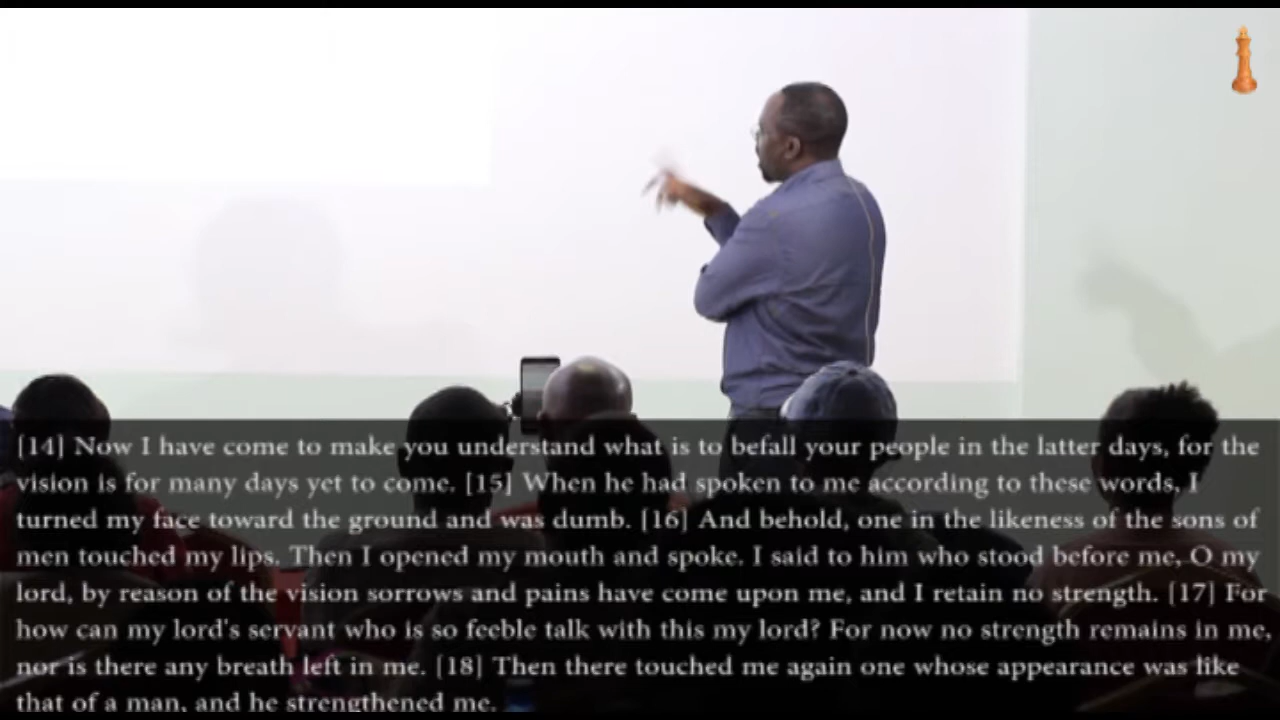 [14] Now I have come to make you understand what is to befall your people in the latter days, for the
vision is for many days yet to come. [15] When he had spoken to me according to these words, I
turned my face toward the ground and was dumb. [16] And behold, one in the likeness of the sons of
men touched my lips. Then I opened my mouth and spoke. I said to him who stood before me, O my
lord, by reason of the vision sorrows and pains have come upon me, and I retain no strength. [17] For
how can my lord's servant who is so feeble talk with this my lord? For now no strength remains in me,
nor is there any breath left in me. [18] Then there touched me again one whose appearance was like
that of a man, and he strengthened me.